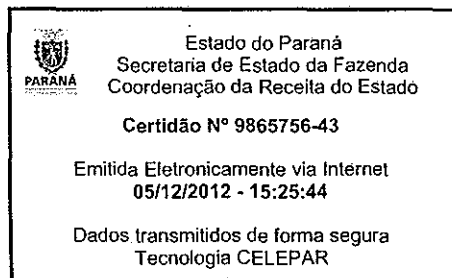 Estado do Paraná
Secretaria de Estado da Fazenda
Coordenação da Receita do Estado
PARANÁ
Certidão Nº 9865756-43
Emitida Eletronicamente via Internet
05/12/2012 - 15:25:44
Dados transmitidos de forma segura
Tecnologia CELEPAR